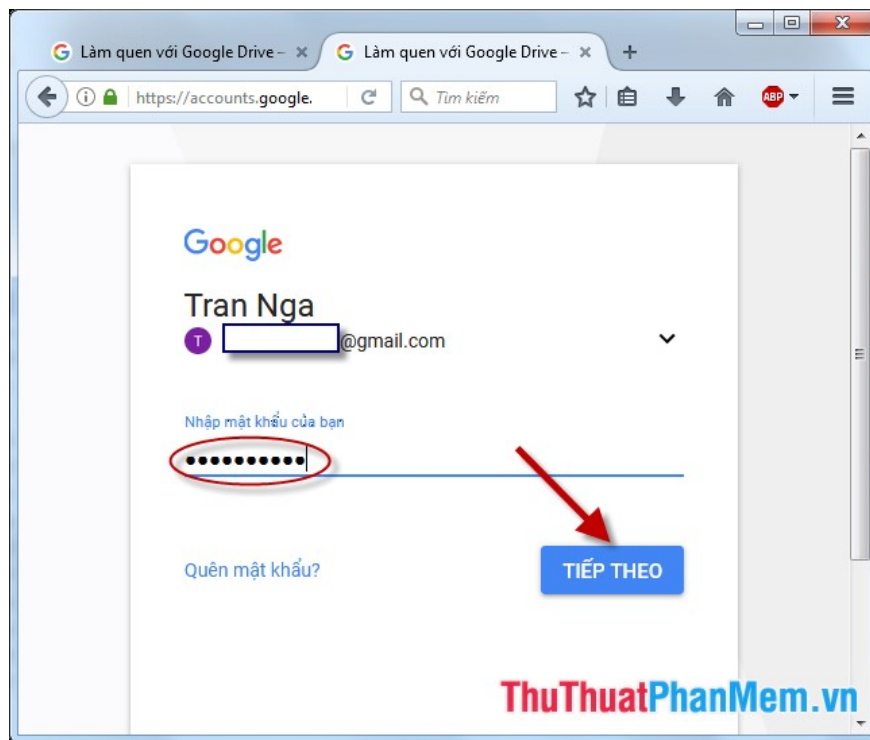 Làm quen với Google Drive –
Làm quen với Google Drive –
https://accounts.google.
Tìm kiếm
ABP
Google
Tran Nga
T
@gmail.com
Nhập mật khẩu của bạn
Quên mật khẩu?
TIẾP THEO
ThuThuatPhanMem.vn